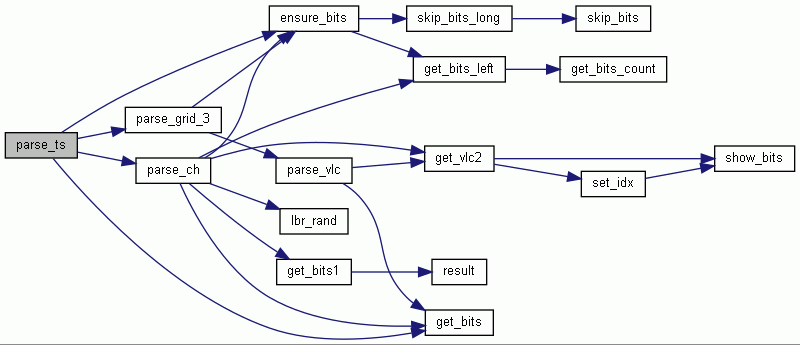 ensure_bits
skip_bits_long
skip_bits
get_bits_left
get_bits_count
parse_grid_3
parse_ts
parse_ch
parse_vlc
get_vlc2
show_bits
set_idx
lbr_rand
get_bits1
result
get_bits